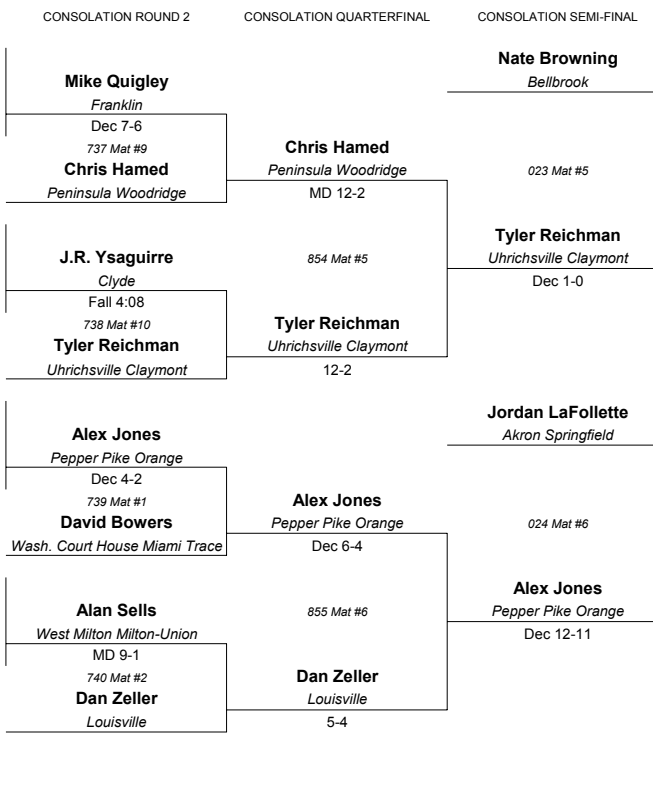 CONSOLATION ROUND 2
CONSOLATION QUARTERFINAL
CONSOLATION SEMI-FINAL
Mike Quigley
Franklin
Dec 7-6
737 Mat #9
Chris Hamed
Peninsula Woodridge
J.R. Ysaguirre
Clyde
Fall 4:08
738 Mat #10
Tyler Reichman
Uhrichsville Claymont
Alex Jones
Pepper Pike Orange
Dec 4-2
739 Mat #1
David Bowers
Wash. Court House Miami Trace
Alan Sells
West Milton Milton-Union
MD 9-1
740 Mat #2
Dan Zeller
Louisville
Chris Hamed
Peninsula Woodridge
MD 12-2
854 Mat #5
Tyler Reichman
Uhrichsville Claymont
12-2
Alex Jones
Pepper Pike Orange
Dec 6-4
855 Mat #6
Dan Zeller
Louisville
5-4
Nate Browning
Bellbrook
023 Mat #5
Tyler Reichman
Uhrichsville Claymont
Dec 1-0
Jordan LaFollette
Akron Springfield
024 Mat #6
Alex Jones
Pepper Pike Orange
Dec 12-11